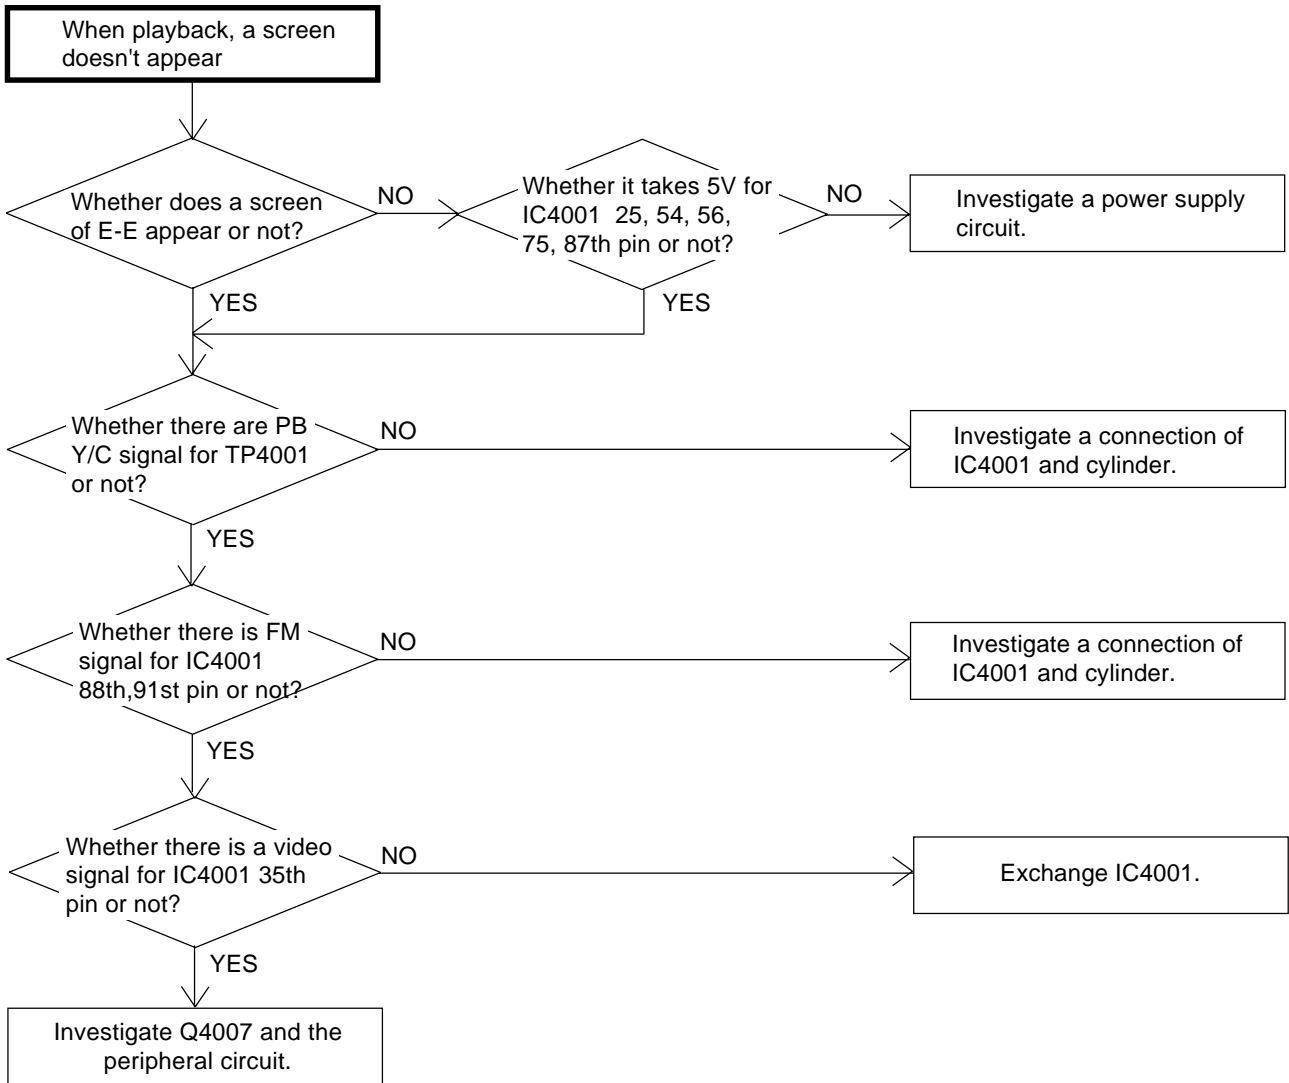 When playback, a screen
doesn't appear
Whether does a screen
of E-E appear or not?
NO
Whether it takes 5V for
IC4001  25, 54, 56,
75, 87th pin or not?
NO
Investigate a power supply
circuit.
YES
YES
Whether there are PB
Y/C signal for TP4001
or not?
NO
Investigate a connection of
IC4001 and cylinder.
YES
Whether there is FM
signal for IC4001
88th,91st pin or not?
NO
Investigate a connection of
IC4001 and cylinder.
YES
Whether there is a video
signal for IC4001 35th
pin or not?
NO
Exchange IC4001.
YES
Investigate Q4007 and the
peripheral circuit.